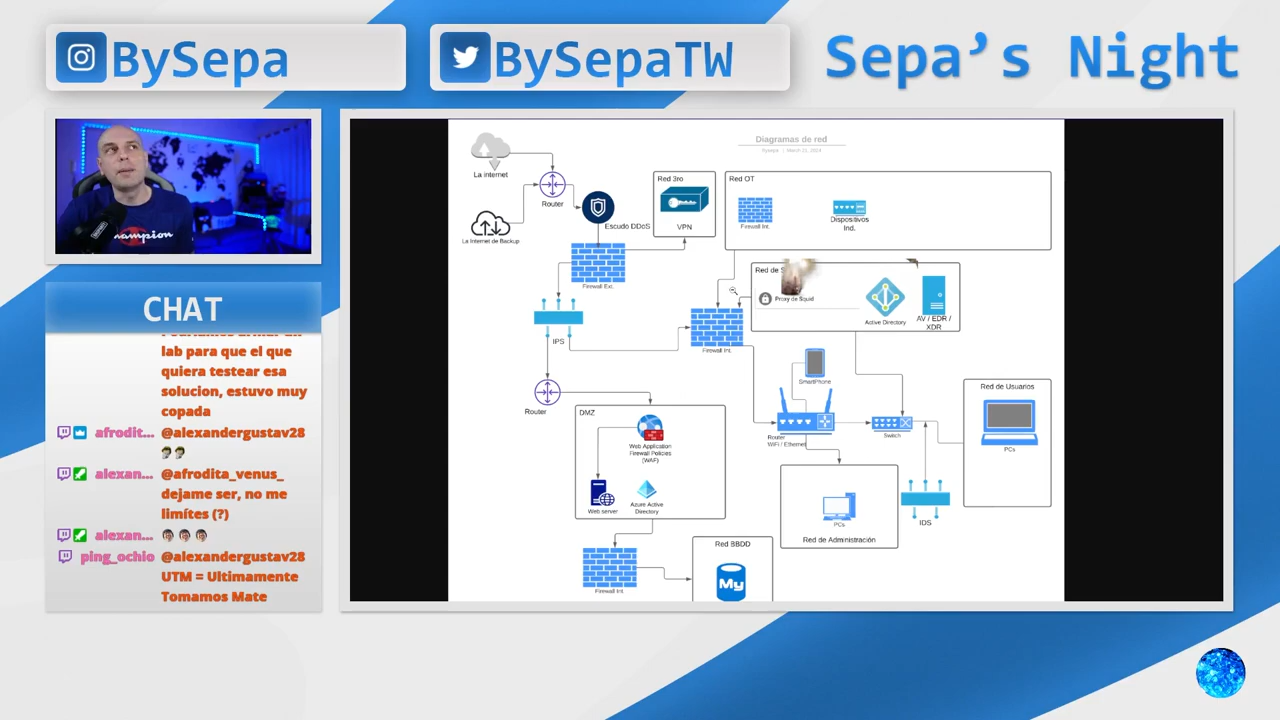 BySepa
BySepaTW
Sepa's Night
CHAT
lab para que el que
quiera testear esa
solucion, estuvo muy
copada
afrodit... @alexandergustav28
alexan... @afrodita_venus_
dejame ser, no me
limítes (?)
alexan...
ping_ochio @alexandergustav28
UTM = Ultimamente
Tomamos Mate
Diagramas de red
La internet
Router
La Internet de Backup
Escudo DDoS
Firewall Ext.
Red 3ro
VPN
Red OT
Firewall Int.
Dispositivos
Ind.
Red de
Proxy de Squid
Active Directory
AV / EDR /
XDR
IPS
Firewall Int.
SmartPhone
Router
WiFi / Ethernet
Switch
Red de Usuarios
PCs
Router
DMZ
Web Application
Firewall Policies
(WAF)
Web server
Azure Active
Directory
PCs
Red de Administración
IDS
Firewall Int.
Red BBDD
My